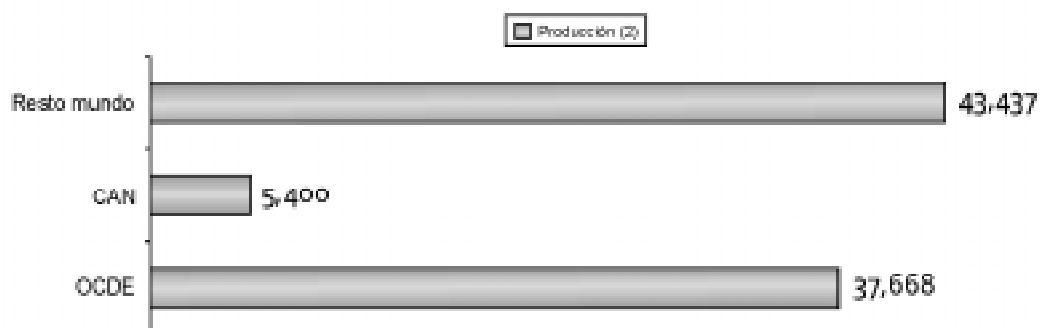 Producción (2)
Resto mundo 43,437
CAN 5,400
OCDE 37,668